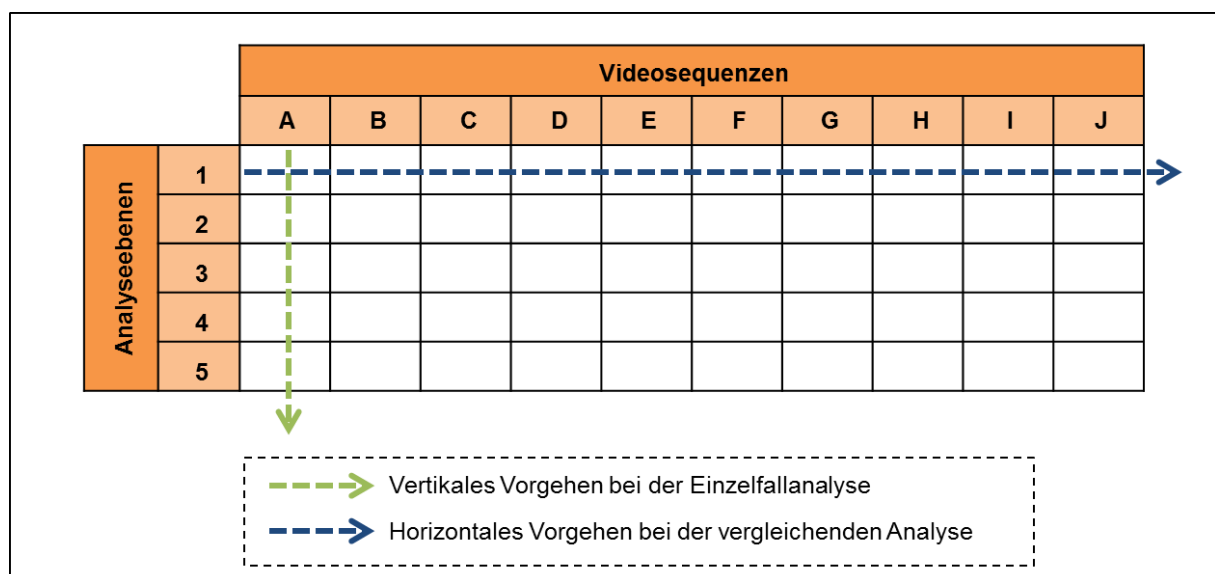 Videosequenzen
A B C D E F G H I J
Analyseebenen
1
2
3
4
5
Vertikales Vorgehen bei der Einzelfallanalyse
Horizontales Vorgehen bei der vergleichenden Analyse